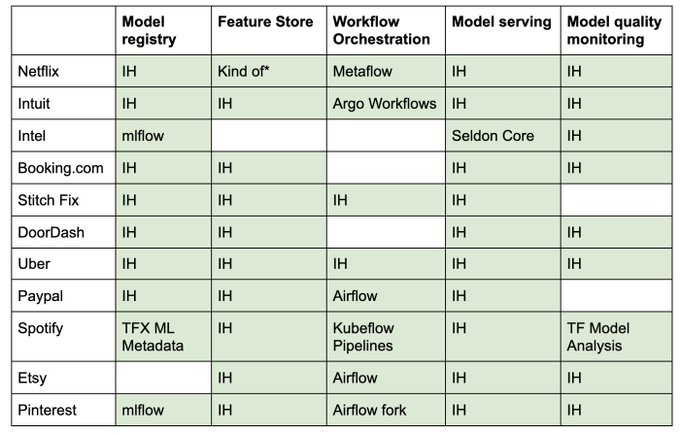 Model registry Feature Store Workflow Orchestration Model serving Model quality monitoring
Netflix IH Kind of* Metaflow IH IH
Intuit IH IH Argo Workflows IH IH
Intel mlflow Seldon Core IH
Booking.com IH IH IH IH
Stitch Fix IH IH IH IH
DoorDash IH IH IH IH
Uber IH IH IH IH IH
Paypal IH IH Airflow IH
Spotify TFX ML Metadata IH Kubeflow Pipelines IH TF Model Analysis
Etsy IH Airflow IH IH
Pinterest mlflow IH Airflow fork IH IH